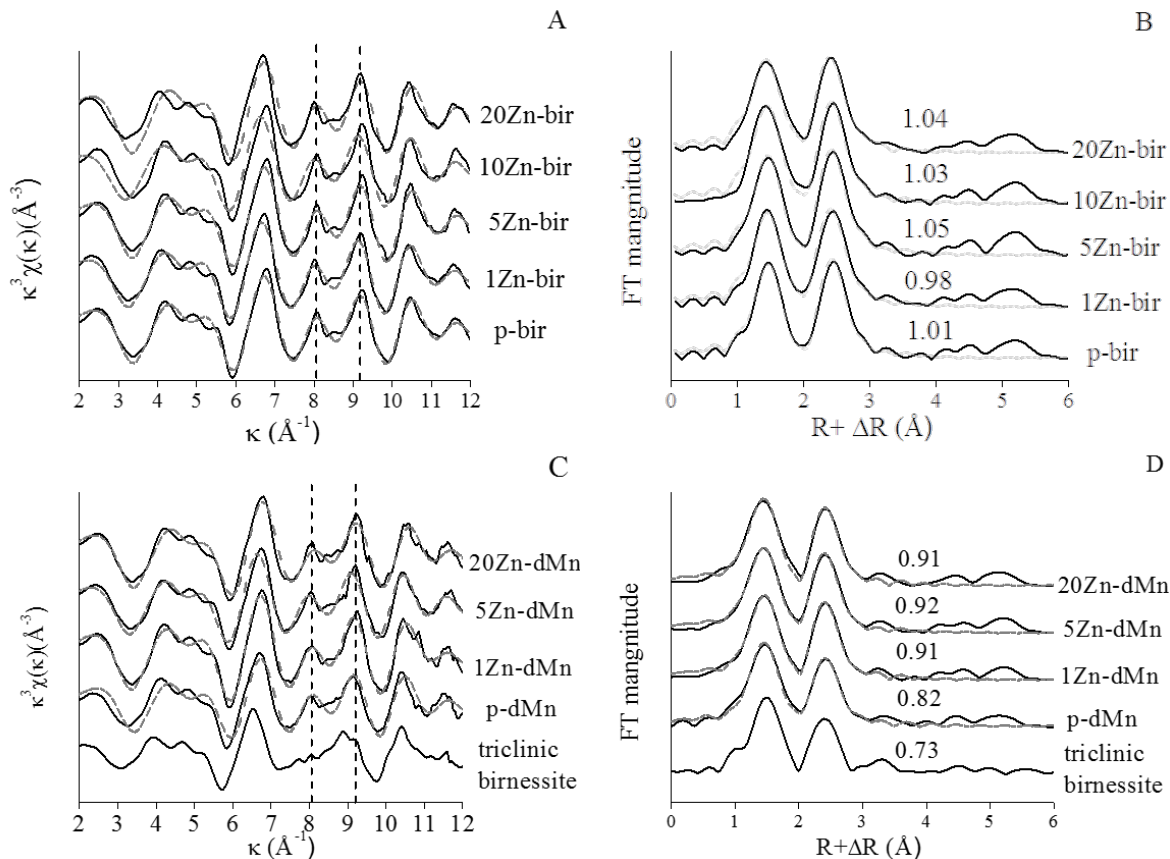 A
κ³χ(κ)(Å⁻³)
20Zn-bir
10Zn-bir
5Zn-bir
1Zn-bir
p-bir
2 3 4 5 6 7 8 9 10 11 12
κ (Å⁻¹)
B
FT mangnitude
1.04
20Zn-bir
1.03
10Zn-bir
1.05
5Zn-bir
0.98
1Zn-bir
1.01
p-bir
0 1 2 3 4 5 6
R+ ΔR (Å)
C
κ³χ(κ)(Å⁻³)
20Zn-dMn
5Zn-dMn
1Zn-dMn
p-dMn
triclinic
birnessite
2 3 4 5 6 7 8 9 10 11 12
κ (Å⁻¹)
D
FT mangnitude
0.91
20Zn-dMn
0.92
5Zn-dMn
0.91
1Zn-dMn
0.82
p-dMn
0.73
triclinic
birnessite
0 1 2 3 4 5 6
R+ΔR (Å)